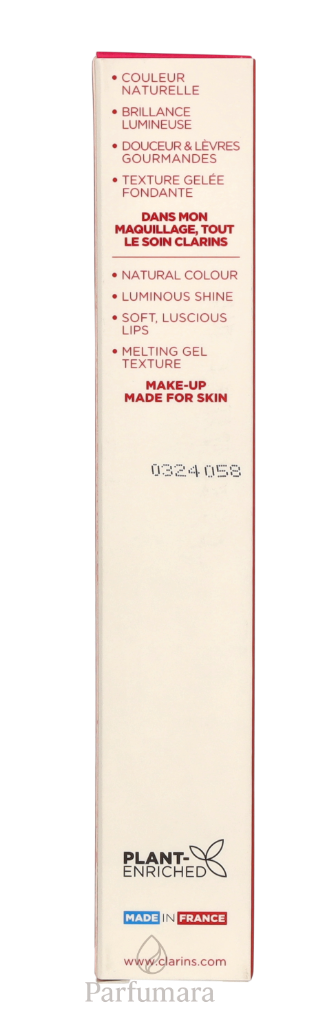 • COULEUR
NATURELLE
• BRILLANCE
LUMINEUSE
• DOUCEUR & LÈVRES
GOURMANDES
• TEXTURE GELÉE
FONDANTE
DANS MON
MAQUILLAGE, TOUT
LE SOIN CLARINS
• NATURAL COLOUR
• LUMINOUS SHINE
• SOFT, LUSCIOUS
LIPS
• MELTING GEL
TEXTURE
MAKE-UP
MADE FOR SKIN
0324058
PLANT-
ENRICHED
MADE IN FRANCE
www.clarins.com
Parfumara